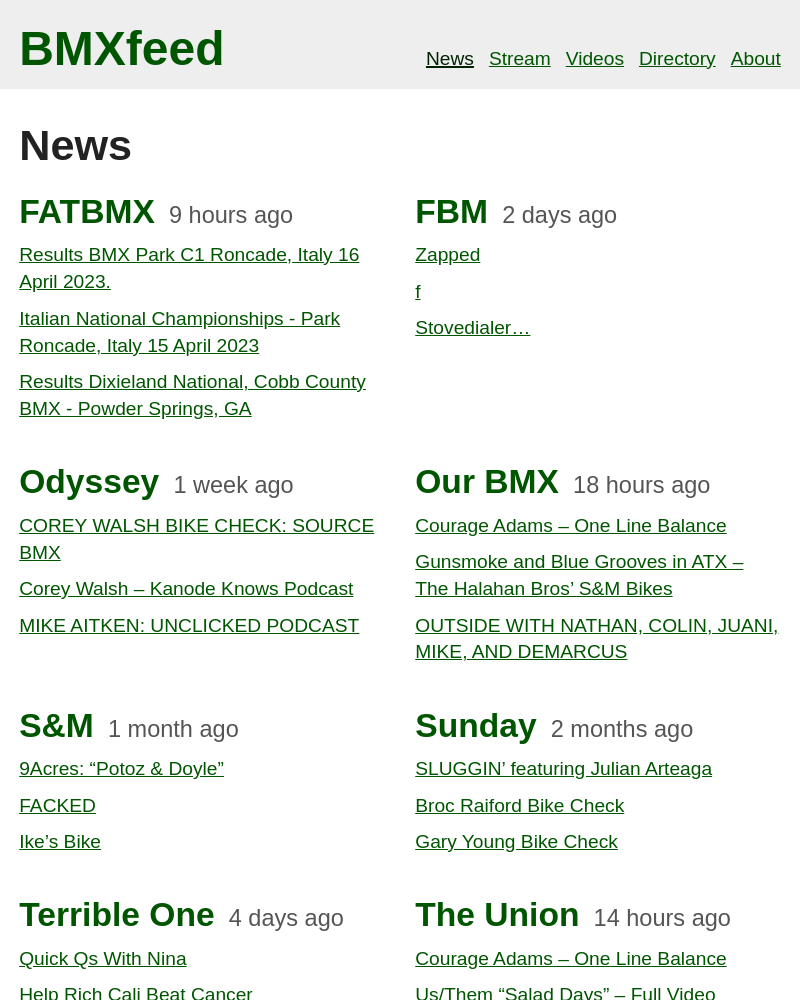 BMXfeed
News Stream Videos Directory About
News
FATBMX 9 hours ago
Results BMX Park C1 Roncade, Italy 16
April 2023.
Italian National Championships - Park
Roncade, Italy 15 April 2023
Results Dixieland National, Cobb County
BMX - Powder Springs, GA
FBM 2 days ago
Zapped
f
Stovedialer…
Odyssey 1 week ago
COREY WALSH BIKE CHECK: SOURCE
BMX
Corey Walsh – Kanode Knows Podcast
MIKE AITKEN: UNCLICKED PODCAST
Our BMX 18 hours ago
Courage Adams – One Line Balance
Gunsmoke and Blue Grooves in ATX –
The Halahan Bros’ S&M Bikes
OUTSIDE WITH NATHAN, COLIN, JUANI,
MIKE, AND DEMARCUS
S&M 1 month ago
9Acres: “Potoz & Doyle”
FACKED
Ike’s Bike
Sunday 2 months ago
SLUGGIN’ featuring Julian Arteaga
Broc Raiford Bike Check
Gary Young Bike Check
Terrible One 4 days ago
Quick Qs With Nina
Help Rich Cali Beat Cancer
The Union 14 hours ago
Courage Adams – One Line Balance
Us/Them “Salad Days” – Full Video